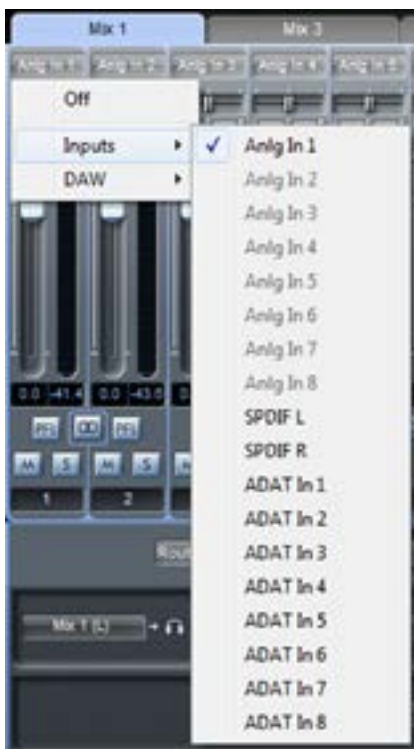 Mix 1 Mix 3
Anlg In 1 Anlg In 2 Anlg In 3 Anlg In 4 Anlg In 5
Off
Inputs
DAW
✓ Anlg In 1
Anlg In 2
Anlg In 3
Anlg In 4
Anlg In 5
Anlg In 6
Anlg In 7
Anlg In 8
SPDIF L
SPDIF R
ADAT In 1
ADAT In 2
ADAT In 3
ADAT In 4
ADAT In 5
ADAT In 6
ADAT In 7
ADAT In 8
0.0 -41.4 0.0 -43.6
PFL PFL
M S M S
1 2
Rout
Mix 1 (L)